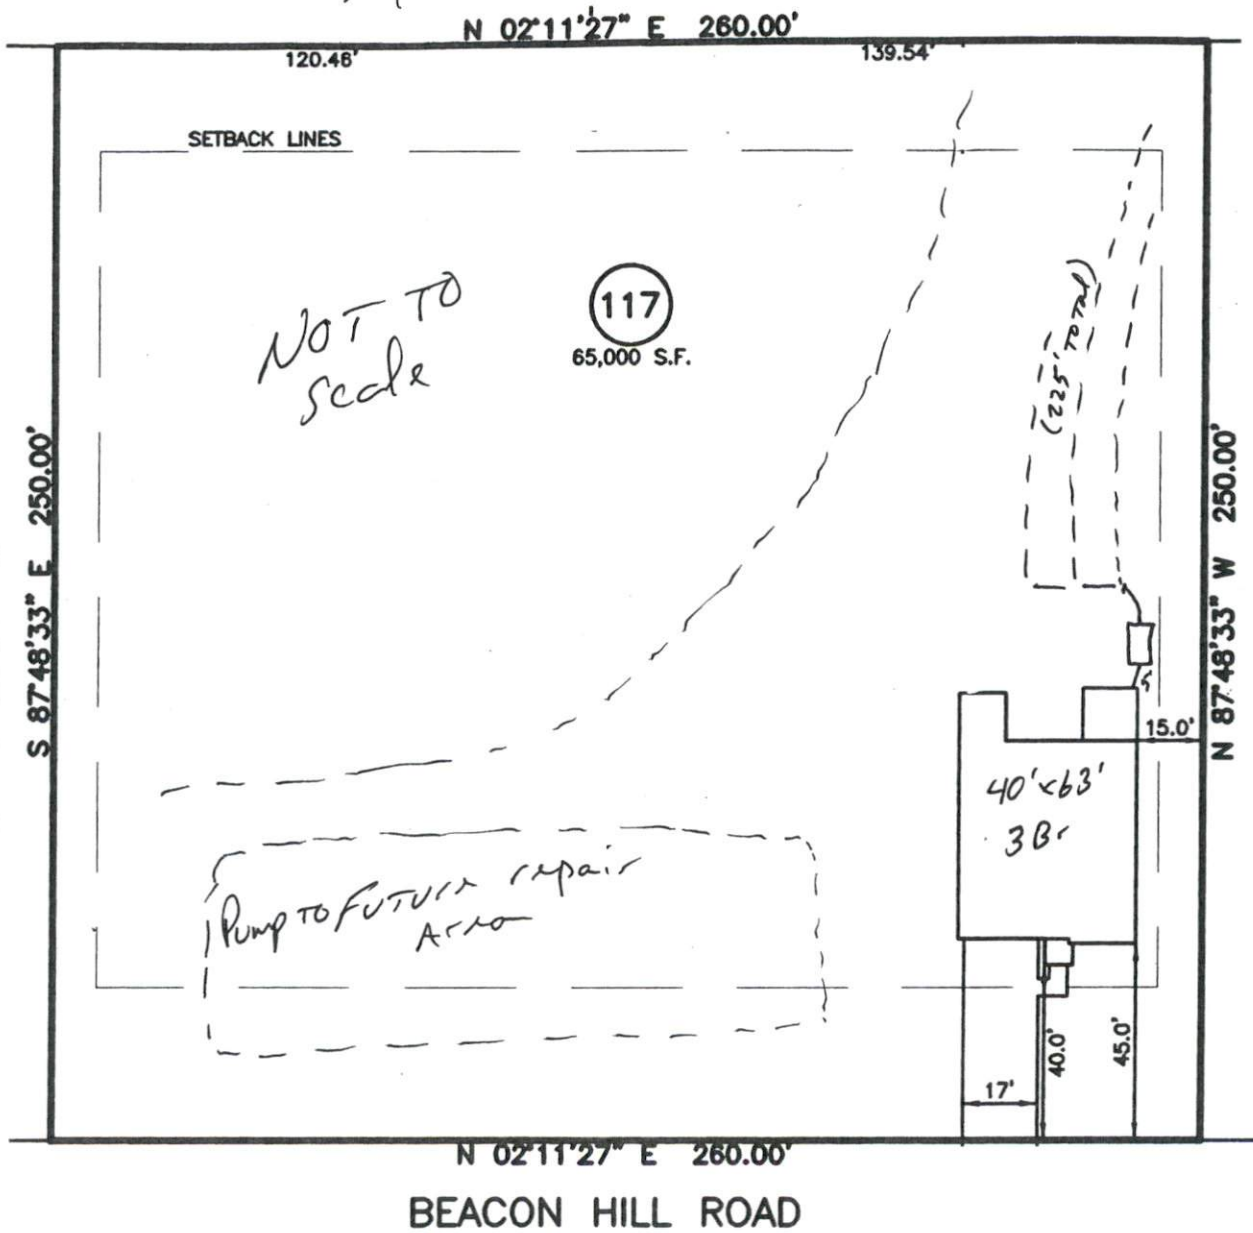 N 02°11'27" E 260.00'
120.46'
139.54'
SETBACK LINES
NOT TO
Scale
117
65,000 S.F.
(225' TOTAL)
S 87°48'33" E 250.00'
N 87°48'33" W 250.00'
15.0'
40'x63'
3Br
Pump TO FUTURE repair
Area
40.0'
45.0'
17'
N 02°11'27" E 260.00'
BEACON HILL ROAD